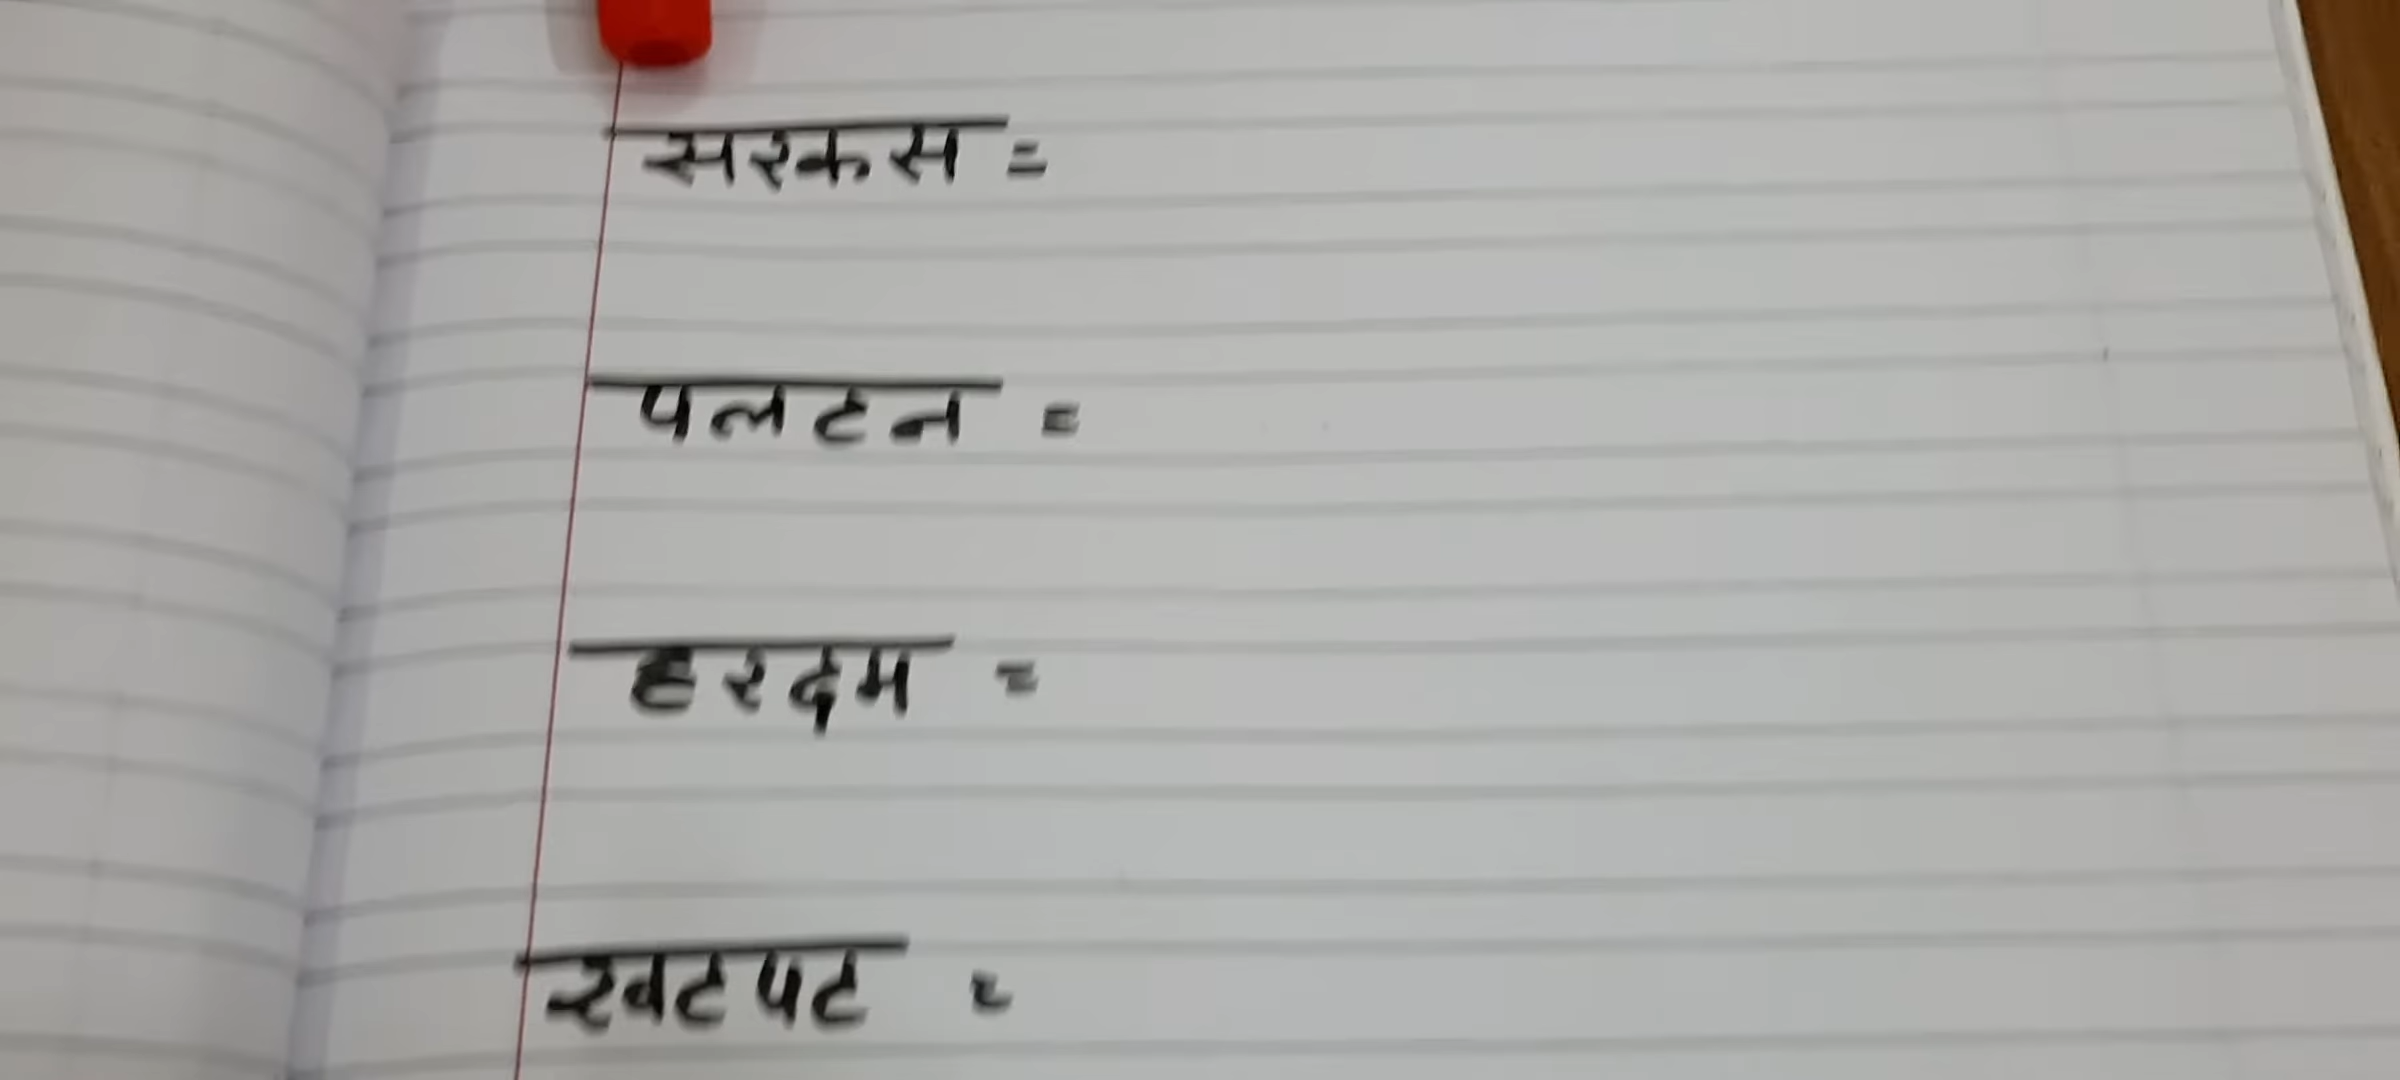 सरकस =
पलटन =
हरदम =
खटपट =